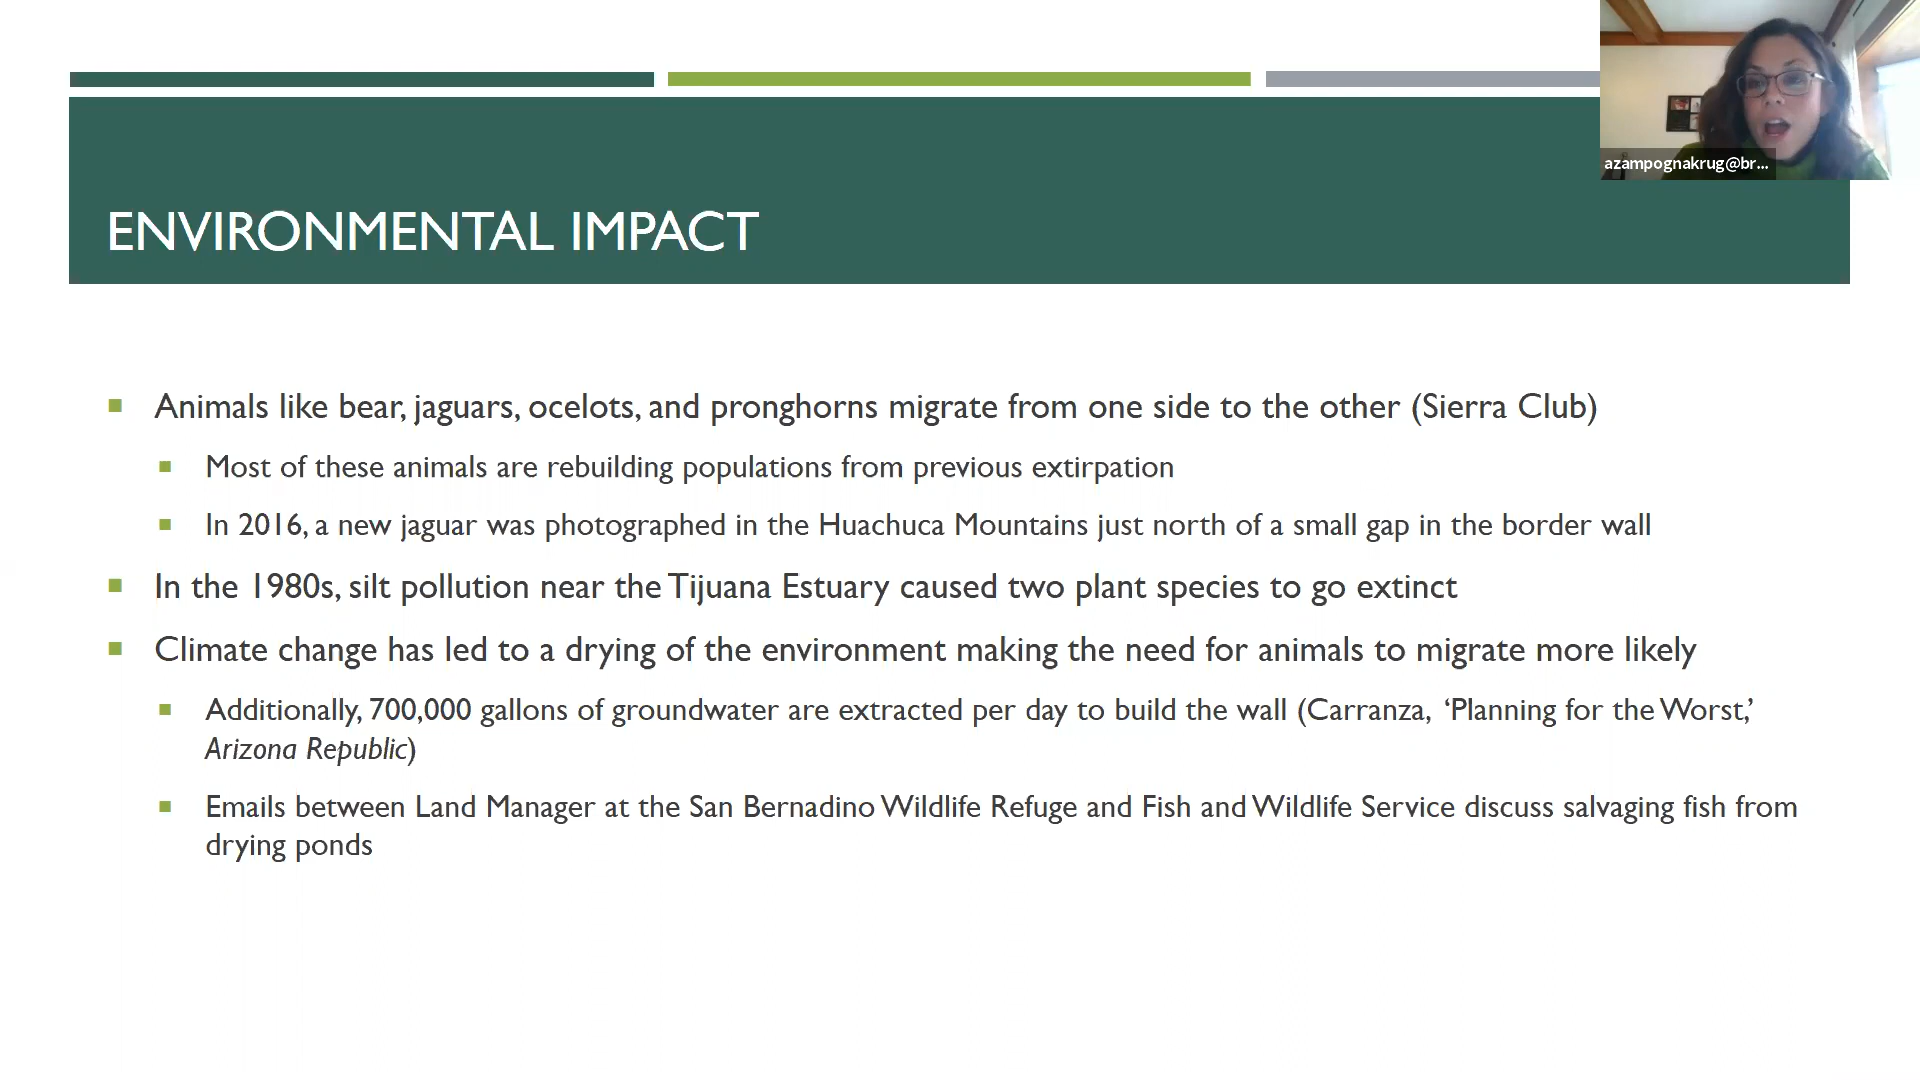 azampognakrug@br...
ENVIRONMENTAL IMPACT
Animals like bear, jaguars, ocelots, and pronghorns migrate from one side to the other (Sierra Club)
Most of these animals are rebuilding populations from previous extirpation
In 2016, a new jaguar was photographed in the Huachuca Mountains just north of a small gap in the border wall
In the 1980s, silt pollution near the Tijuana Estuary caused two plant species to go extinct
Climate change has led to a drying of the environment making the need for animals to migrate more likely
Additionally, 700,000 gallons of groundwater are extracted per day to build the wall (Carranza, ‘Planning for the Worst,’
Arizona Republic)
Emails between Land Manager at the San Bernadino Wildlife Refuge and Fish and Wildlife Service discuss salvaging fish from
drying ponds